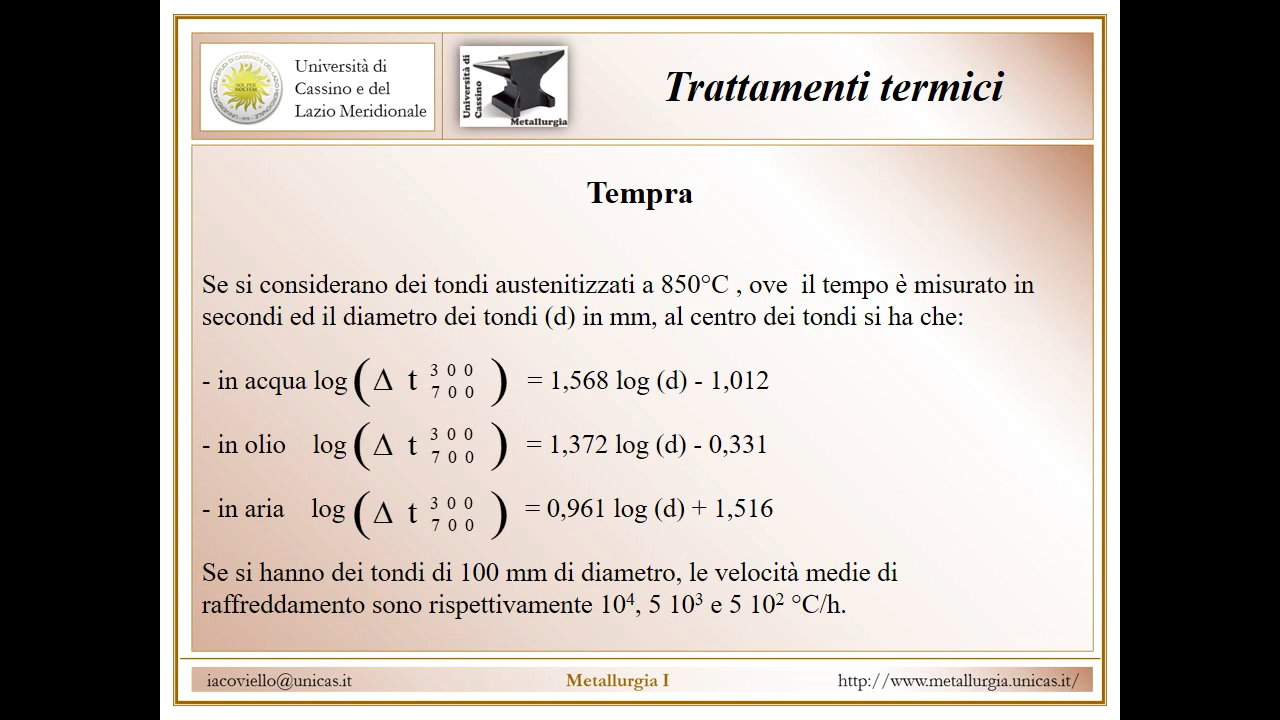 Università di
Cassino e del
Lazio Meridionale
Università di
Cassino
Metallurgia
Trattamenti termici
Tempra
Se si considerano dei tondi austenitizzati a 850°C , ove il tempo è misurato in
secondi ed il diametro dei tondi (d) in mm, al centro dei tondi si ha che:
- in acqua log (Δ t 300 700) = 1,568 log (d) - 1,012
- in olio log (Δ t 300 700) = 1,372 log (d) - 0,331
- in aria log (Δ t 300 700) = 0,961 log (d) + 1,516
Se si hanno dei tondi di 100 mm di diametro, le velocità medie di
raffreddamento sono rispettivamente 10⁴, 5 10³ e 5 10² °C/h.
iacoviello@unicas.it
Metallurgia I
http://www.metallurgia.unicas.it/